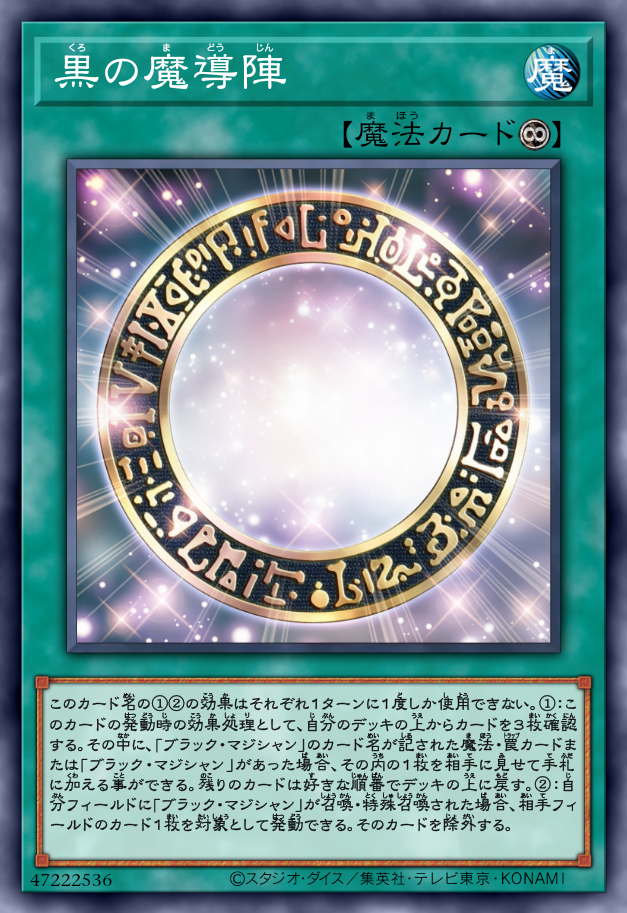 黒の魔導陣
魔
【魔法カード】
このカード名の①②の効果はそれぞれ1ターンに1度しか使用できない。①:こ
のカードの発動時の効果処理として、自分のデッキの上からカードを3枚確認
する。その中に、「ブラック・マジシャン」のカード名が記された魔法・罠カードま
たは「ブラック・マジシャン」があった場合、その内の1枚を相手に見せて手札
に加える事ができる。残りのカードは好きな順番でデッキの上に戻す。②:自
分フィールドに「ブラック・マジシャン」が召喚・特殊召喚された場合、相手フィ
ールドのカード1枚を対象として発動できる。そのカードを除外する。
47222536
©スタジオ・ダイス/集英社・テレビ東京・KONAMI